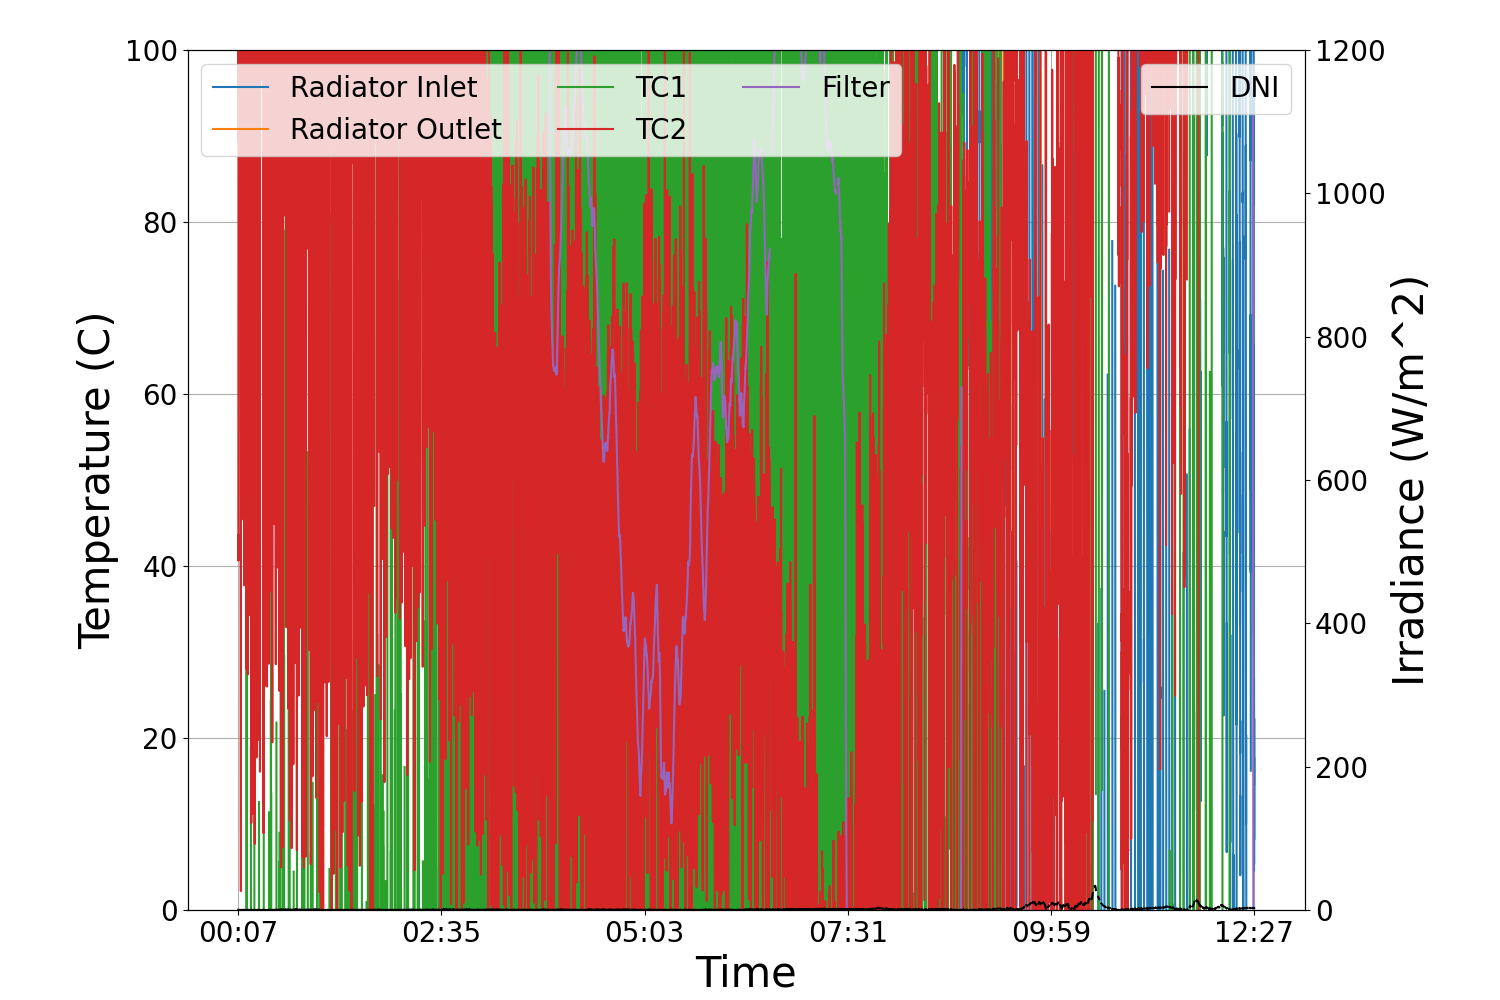 Radiator Inlet
Radiator Outlet
TC1
TC2
Filter
DNI
Temperature (C)
100
80
60
40
20
0
Irradiance (W/m^2)
1200
1000
800
600
400
200
0
00:07 02:35 05:03 07:31 09:59 12:27
Time